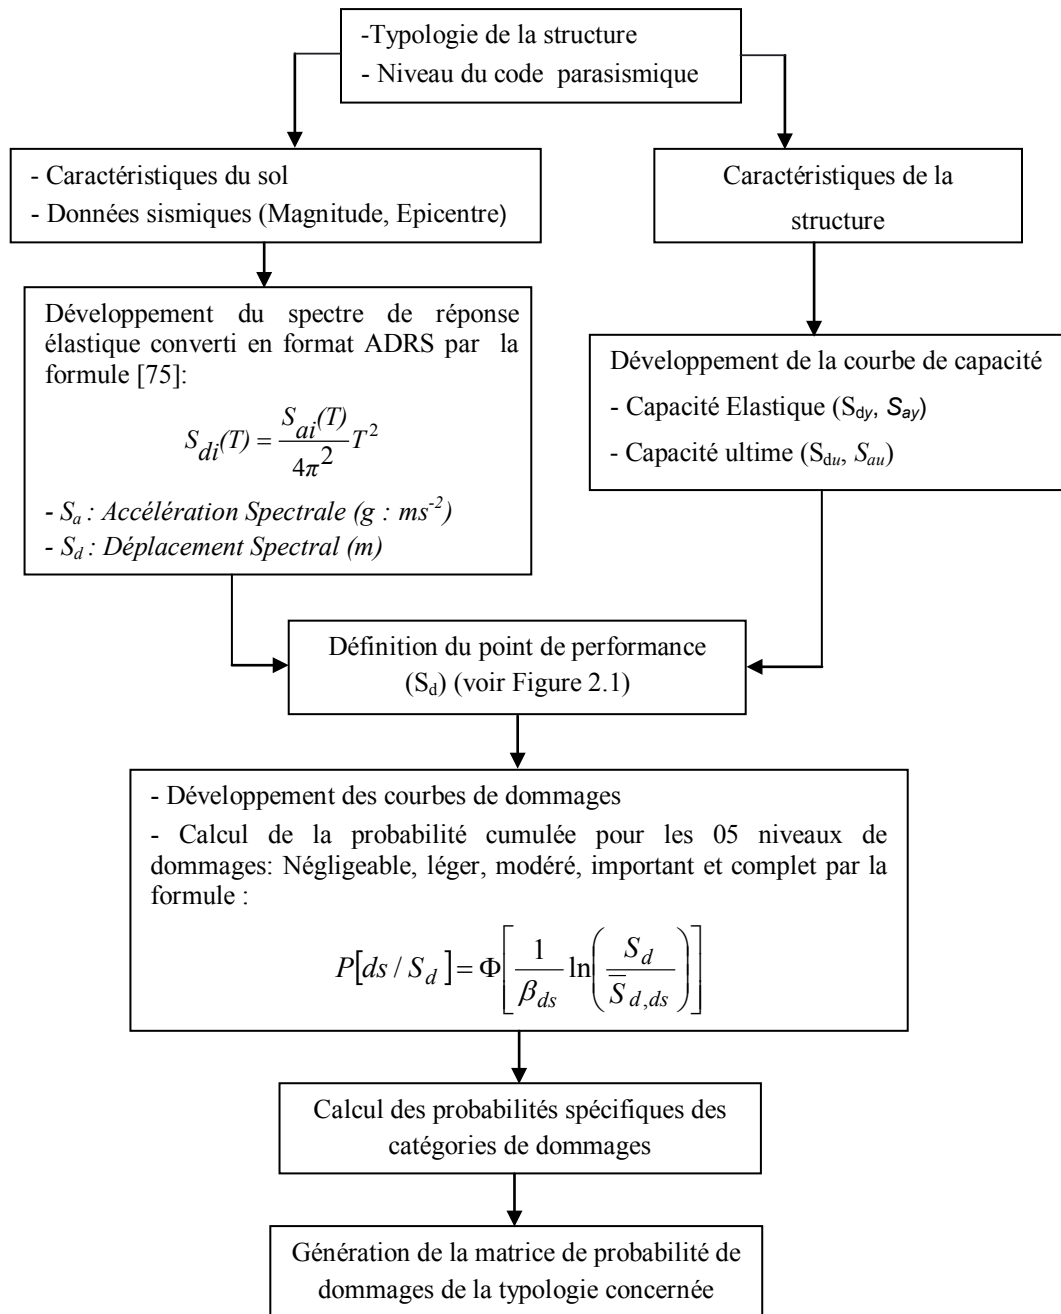 -Typologie de la structure
- Niveau du code parasismique
- Caractéristiques du sol
- Données sismiques (Magnitude, Epicentre)
Caractéristiques de la
structure
Développement du spectre de réponse
élastique converti en format ADRS par la
formule [75]:
S_di(T) = S_ai(T) / 4π² T²
- S_a : Accélération Spectrale (g : ms^-2)
- S_d : Déplacement Spectral (m)
Développement de la courbe de capacité
- Capacité Elastique (S_dy, S_ay)
- Capacité ultime (S_du, S_au)
Définition du point de performance
(S_d) (voir Figure 2.1)
- Développement des courbes de dommages
- Calcul de la probabilité cumulée pour les 05 niveaux de
dommages: Négligeable, léger, modéré, important et complet par la
formule :
P[ds / S_d] = Φ[1/β_ds ln(S_d / S̅_d,ds)]
Calcul des probabilités spécifiques des
catégories de dommages
Génération de la matrice de probabilité de
dommages de la typologie concernée